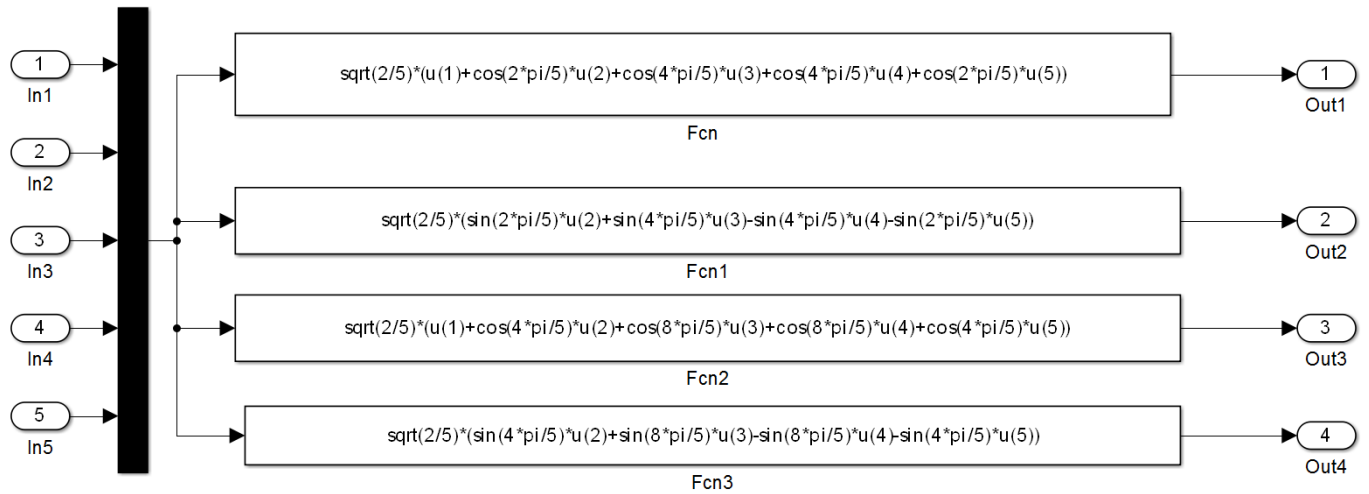 1
In1
2
In2
3
In3
4
In4
5
In5
sqrt(2/5)*(u(1)+cos(2*pi/5)*u(2)+cos(4*pi/5)*u(3)+cos(4*pi/5)*u(4)+cos(2*pi/5)*u(5))
Fcn
1
Out1
sqrt(2/5)*(sin(2*pi/5)*u(2)+sin(4*pi/5)*u(3)-sin(4*pi/5)*u(4)-sin(2*pi/5)*u(5))
Fcn1
2
Out2
sqrt(2/5)*(u(1)+cos(4*pi/5)*u(2)+cos(8*pi/5)*u(3)+cos(8*pi/5)*u(4)+cos(4*pi/5)*u(5))
Fcn2
3
Out3
sqrt(2/5)*(sin(4*pi/5)*u(2)+sin(8*pi/5)*u(3)-sin(8*pi/5)*u(4)-sin(4*pi/5)*u(5))
Fcn3
4
Out4